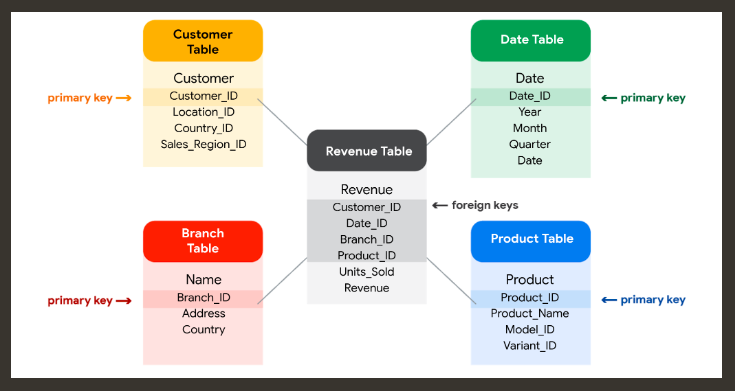 Customer
Table
Customer
Customer_ID
Location_ID
Country_ID
Sales_Region_ID
primary key
Date Table
Date
Date_ID
Year
Month
Quarter
Date
primary key
Revenue Table
Revenue
Customer_ID
Date_ID
Branch_ID
Product_ID
Units_Sold
Revenue
foreign keys
Branch
Table
Name
Branch_ID
Address
Country
primary key
Product Table
Product
Product_ID
Product_Name
Model_ID
Variant_ID
primary key